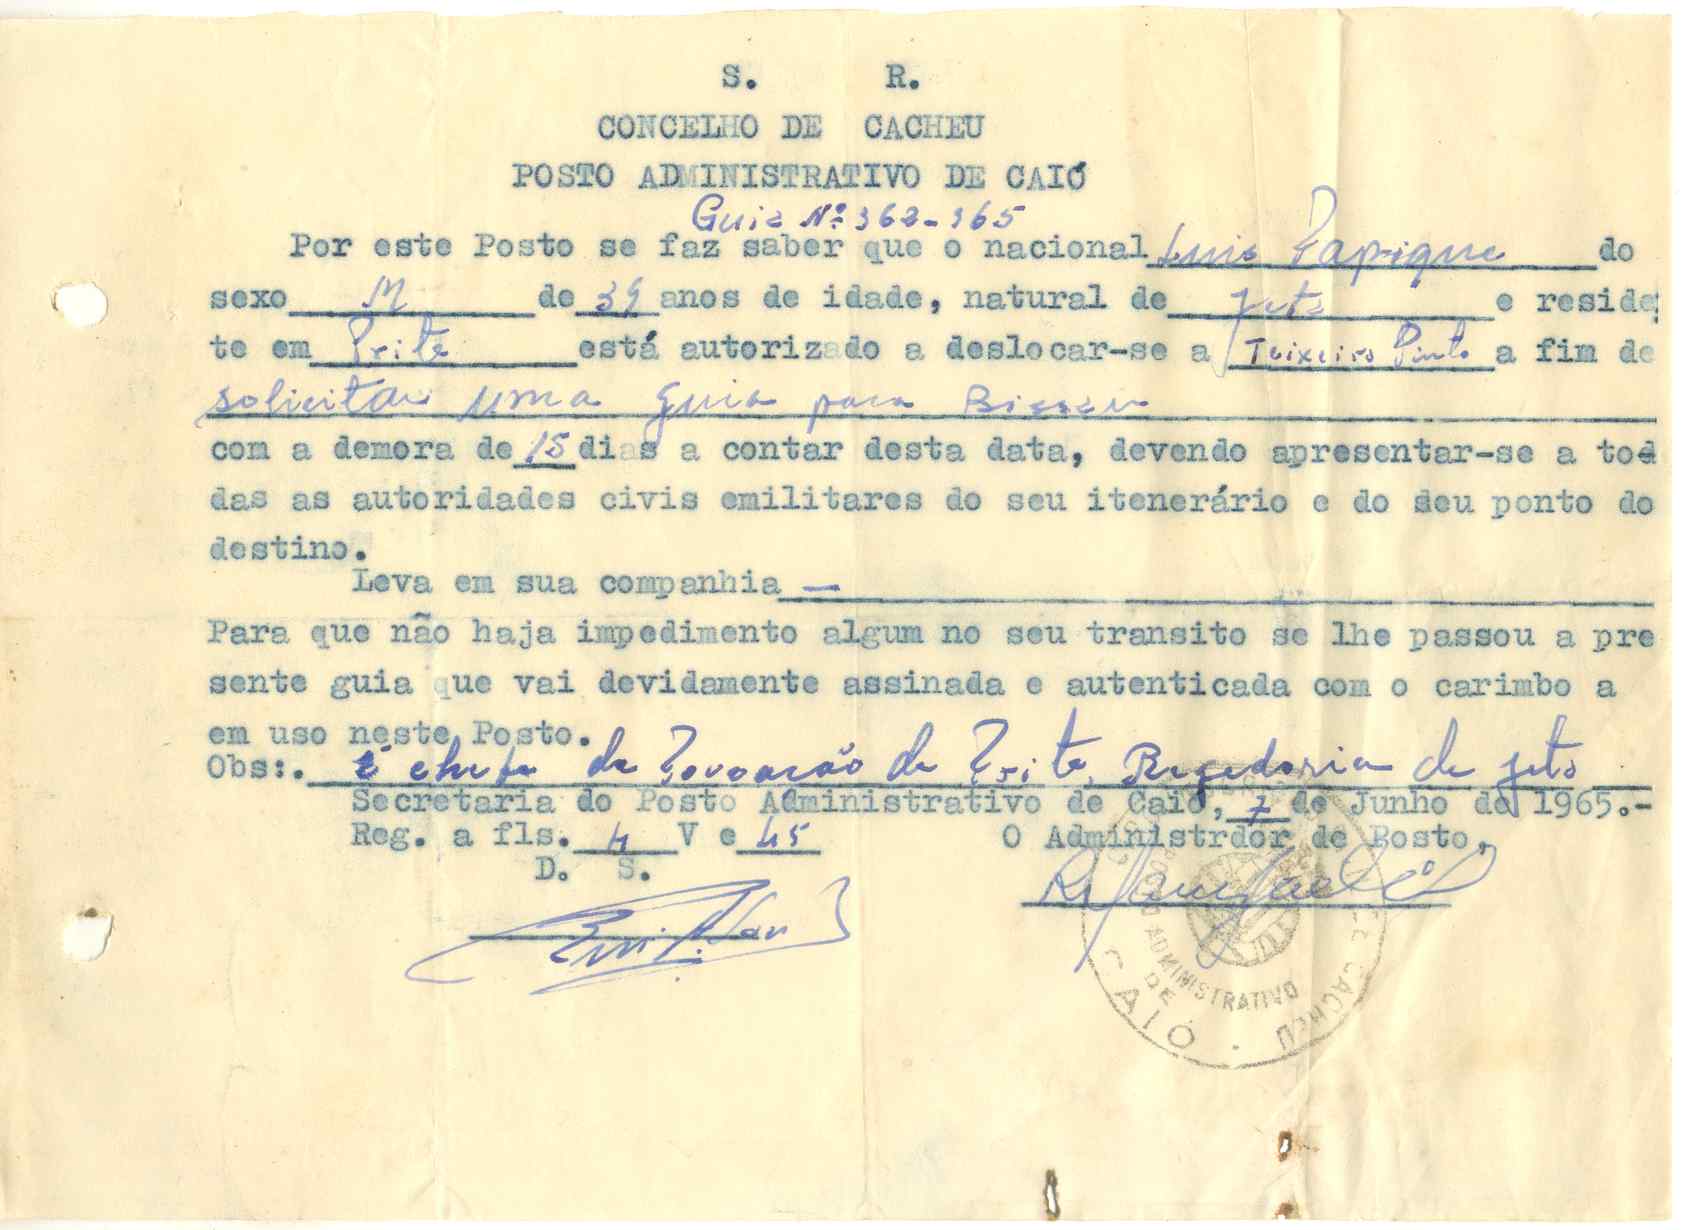 S. R.
CONCELHO DE CACHEU
POSTO ADMINISTRATIVO DE CAIÓ
Guia Nº 362-965
Por este Posto se faz saber que o nacional Luis Papique do
sexo M de 39 anos de idade, natural de Jeta e residen
te em Prite está autorizado a deslocar-se a Teixeira Pinto a fim de
solicitar uma guia para Bissau
com a demora de 15 dias a contar desta data, devendo apresentar-se a to
das as autoridades civis emilitares do seu itenerário e do seu ponto do
destino.
Leva em sua companhia —
Para que não haja impedimento algum no seu transito se lhe passou a pre
sente guia que vai devidamente assinada e autenticada com o carimbo a
em uso neste Posto.
Obs:. É chefe da Povoação de Prite, Regedoria de Jeta
Secretaria do Posto Administrativo de Caió, 7 de Junho de 1965.-
Reg. a fls. 4 V e 45 O Administrdor de Posto,
D. S.
POSTO ADMINISTRATIVO
DE
CAIÓ
DE CACHEU